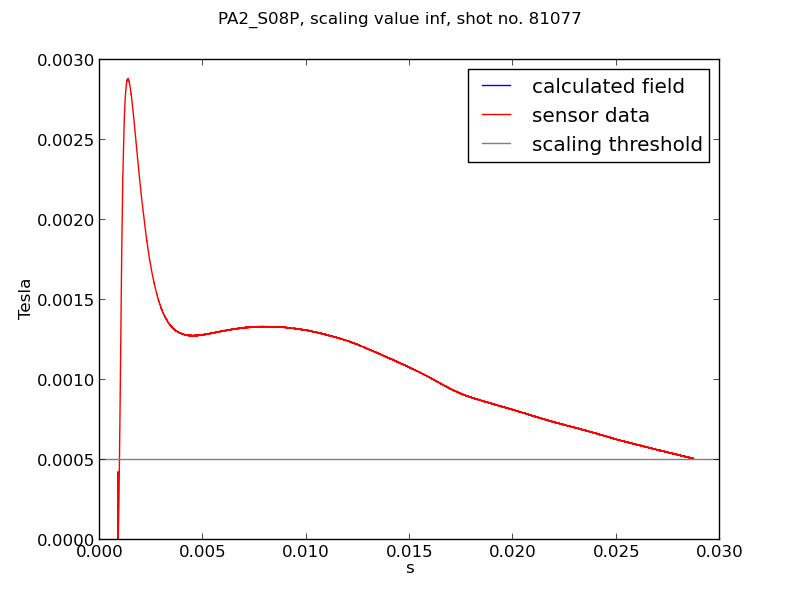 PA2_S08P, scaling value inf, shot no. 81077
calculated field
sensor data
scaling threshold
Tesla
0.0030
0.0025
0.0020
0.0015
0.0010
0.0005
0.0000
0.000 0.005 0.010 0.015 0.020 0.025 0.030
s